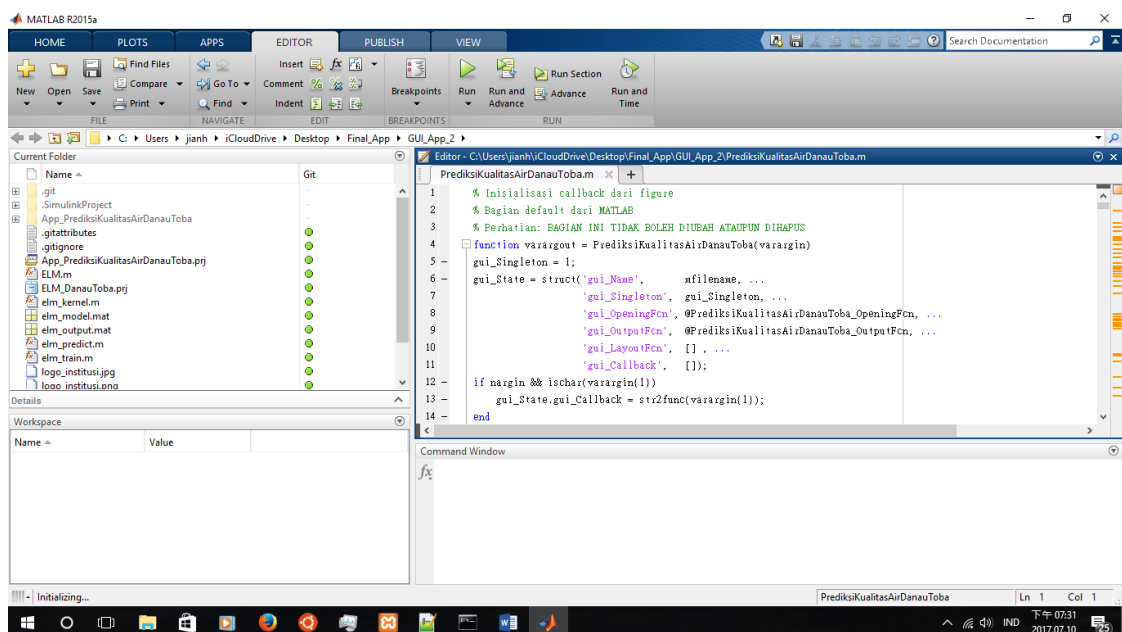 MATLAB R2015a
HOME PLOTS APPS EDITOR PUBLISH VIEW Search Documentation
New Open Save Find Files Compare Print Go To Find Insert fx Comment % Indent Breakpoints Run Run and Advance Run Section Advance Run and Time
FILE NAVIGATE EDIT BREAKPOINTS RUN
C: Users jianh iCloudDrive Desktop Final_App GUI_App_2
Current Folder
Name Git
.git
.SimulinkProject
App_PrediksiKualitasAirDanauToba
.gitattributes
.gitignore
App_PrediksiKualitasAirDanauToba.prj
ELM.m
ELM_DanauToba.prj
elm_kernel.m
elm_model.mat
elm_output.mat
elm_predict.m
elm_train.m
logo_institusi.jpg
logo_institusi.png
Details
Workspace
Name Value
Editor - C:\Users\jianh\iCloudDrive\Desktop\Final_App\GUI_App_2\PrediksiKualitasAirDanauToba.m
PrediksiKualitasAirDanauToba.m
1 % Inisialisasi callback dari figure
2 % Bagian default dari MATLAB
3 % Perhatian: BAGIAN INI TIDAK BOLEH DIUBAH ATAUPUN DIHAPUS
4 function varargout = PrediksiKualitasAirDanauToba(varargin)
5 gui_Singleton = 1;
6 gui_State = struct('gui_Name', mfilename, ...
7 'gui_Singleton', gui_Singleton, ...
8 'gui_OpeningFcn', @PrediksiKualitasAirDanauToba_OpeningFcn, ...
9 'gui_OutputFcn', @PrediksiKualitasAirDanauToba_OutputFcn, ...
10 'gui_LayoutFcn', [] , ...
11 'gui_Callback', []);
12 if nargin && ischar(varargin{1})
13 gui_State.gui_Callback = str2func(varargin{1});
14 end
Command Window
fx
Initializing...
PrediksiKualitasAirDanauToba Ln 1 Col 1
IND
下午 07:31
2017.07.10
25